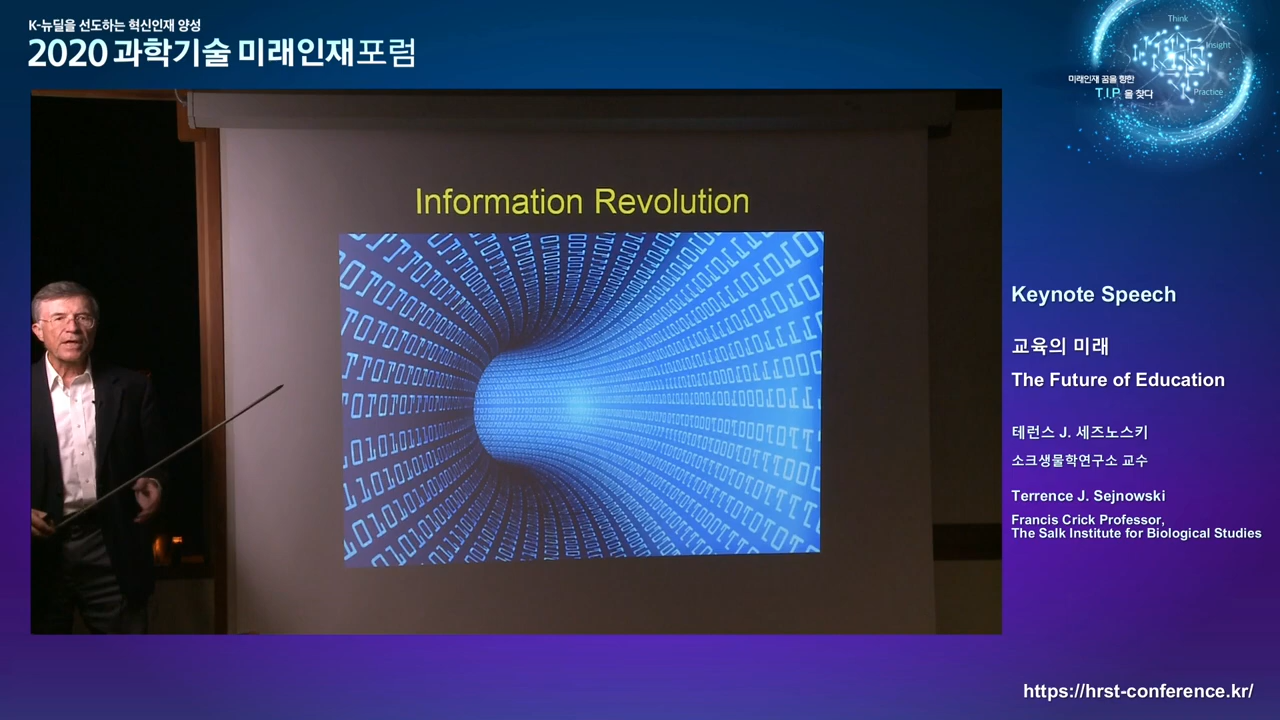 K-뉴딜을 선도하는 혁신인재 양성
2020 과학기술 미래인재포럼
Think
Insight
미래인재 꿈을 향한
T.I.P 을 찾다
Practice
Information Revolution
Keynote Speech
교육의 미래
The Future of Education
테런스 J. 세즈노스키
소크생물학연구소 교수
Terrence J. Sejnowski
Francis Crick Professor,
The Salk Institute for Biological Studies
https://hrst-conference.kr/